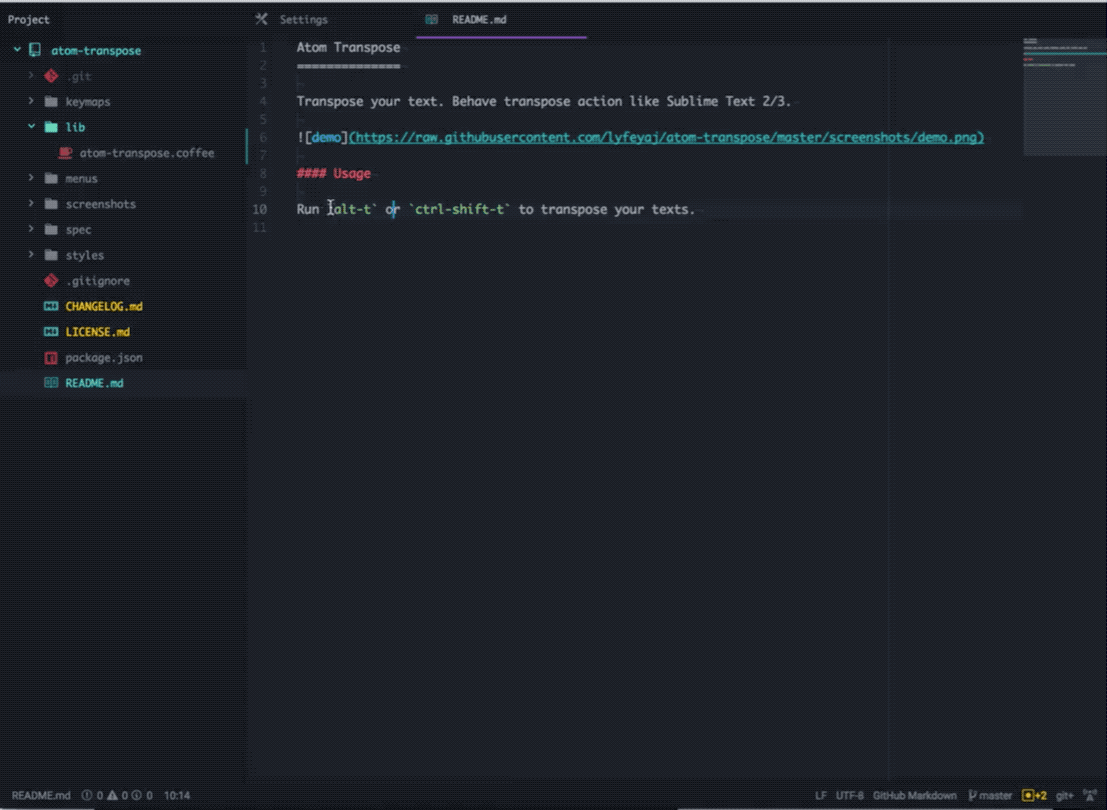 Project
Settings
README.md
atom-transpose
.git
keymaps
lib
atom-transpose.coffee
menus
screenshots
spec
styles
.gitignore
CHANGELOG.md
LICENSE.md
package.json
README.md
1 Atom Transpose
2 ==============
3
4 Transpose your text. Behave transpose action like Sublime Text 2/3.
5
6 ![demo](https://raw.githubusercontent.com/lyfeyaj/atom-transpose/master/screenshots/demo.png)
7
8 #### Usage
9
10 Run `alt-t` or `ctrl-shift-t` to transpose your texts.
11
README.md 0 0 0 10:14
LF UTF-8 GitHub Markdown master +2 git+